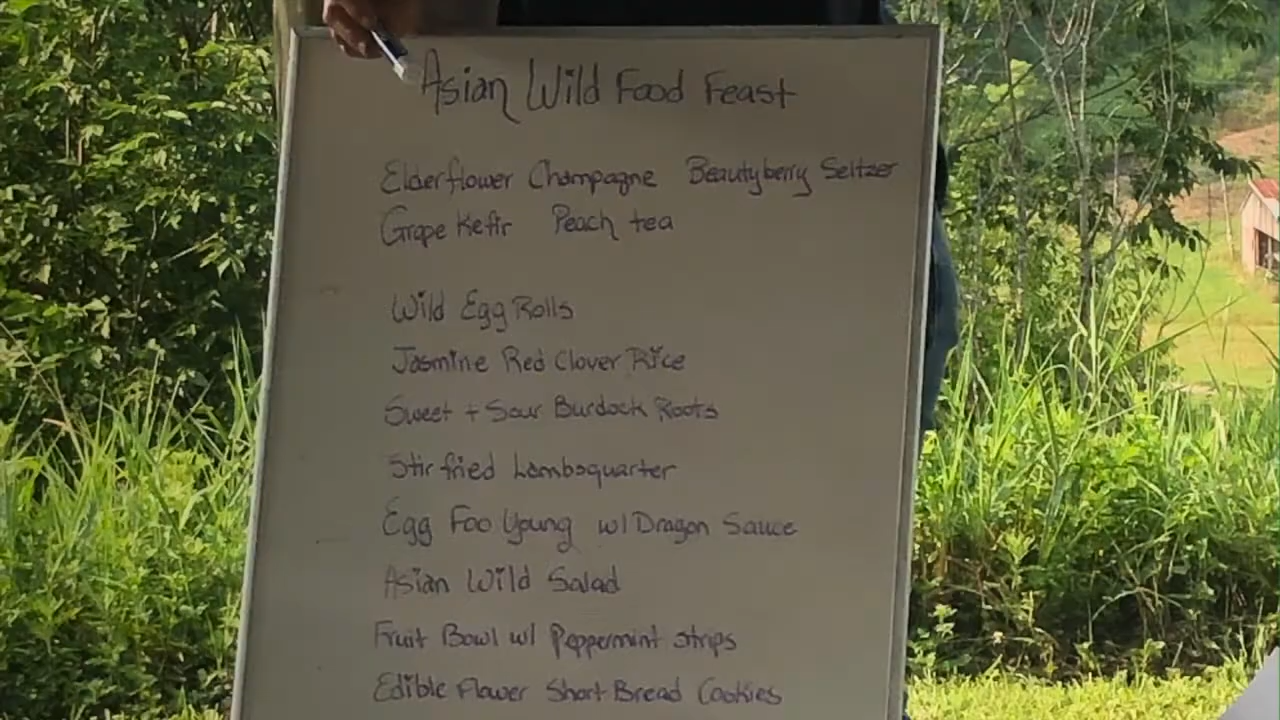 Asian Wild Food Feast
Elderflower Champagne Beautyberry Seltzer
Grape Kefir Peach tea
Wild Egg Rolls
Jasmine Red Clover Rice
Sweet + Sour Burdock Roots
Stir fried Lambsquarter
Egg Foo Young w/ Dragon Sauce
Asian Wild Salad
Fruit Bowl w/ Peppermint strips
Edible Flower Short Bread Cookies